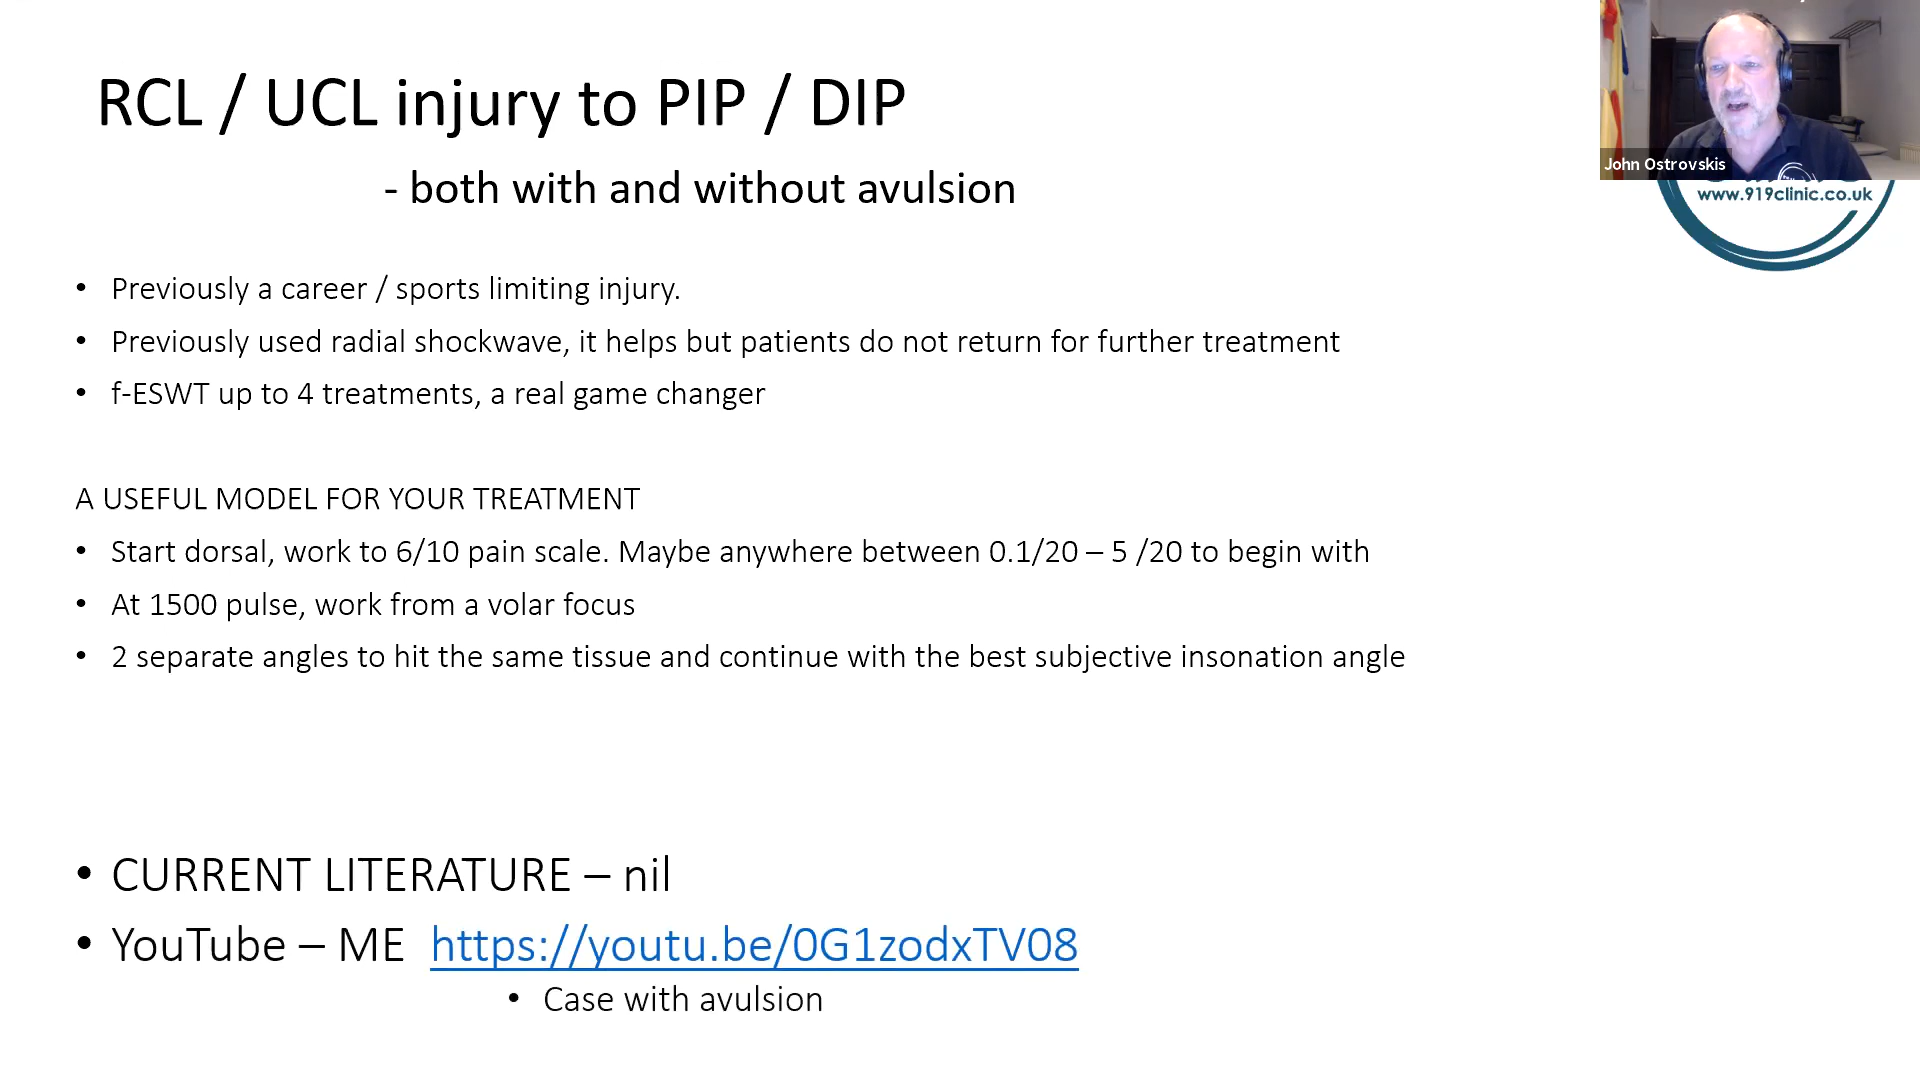 RCL / UCL injury to PIP / DIP
- both with and without avulsion
John Ostrovskis
www.919clinic.co.uk
• Previously a career / sports limiting injury.
• Previously used radial shockwave, it helps but patients do not return for further treatment
• f-ESWT up to 4 treatments, a real game changer
A USEFUL MODEL FOR YOUR TREATMENT
• Start dorsal, work to 6/10 pain scale. Maybe anywhere between 0.1/20 – 5 /20 to begin with
• At 1500 pulse, work from a volar focus
• 2 separate angles to hit the same tissue and continue with the best subjective insonation angle
• CURRENT LITERATURE – nil
• YouTube – ME https://youtu.be/0G1zodxTV08
• Case with avulsion